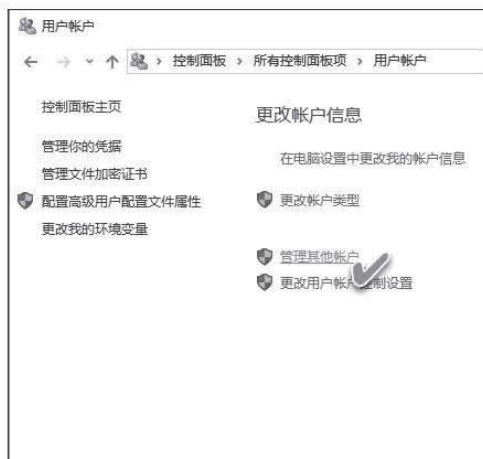 用户帐户
控制面板 › 所有控制面板项 › 用户帐户
控制面板主页
管理你的凭据
管理文件加密证书
配置高级用户配置文件属性
更改我的环境变量
更改帐户信息
在电脑设置中更改我的帐户信息
更改帐户类型
管理其他帐户
更改用户帐户控制设置